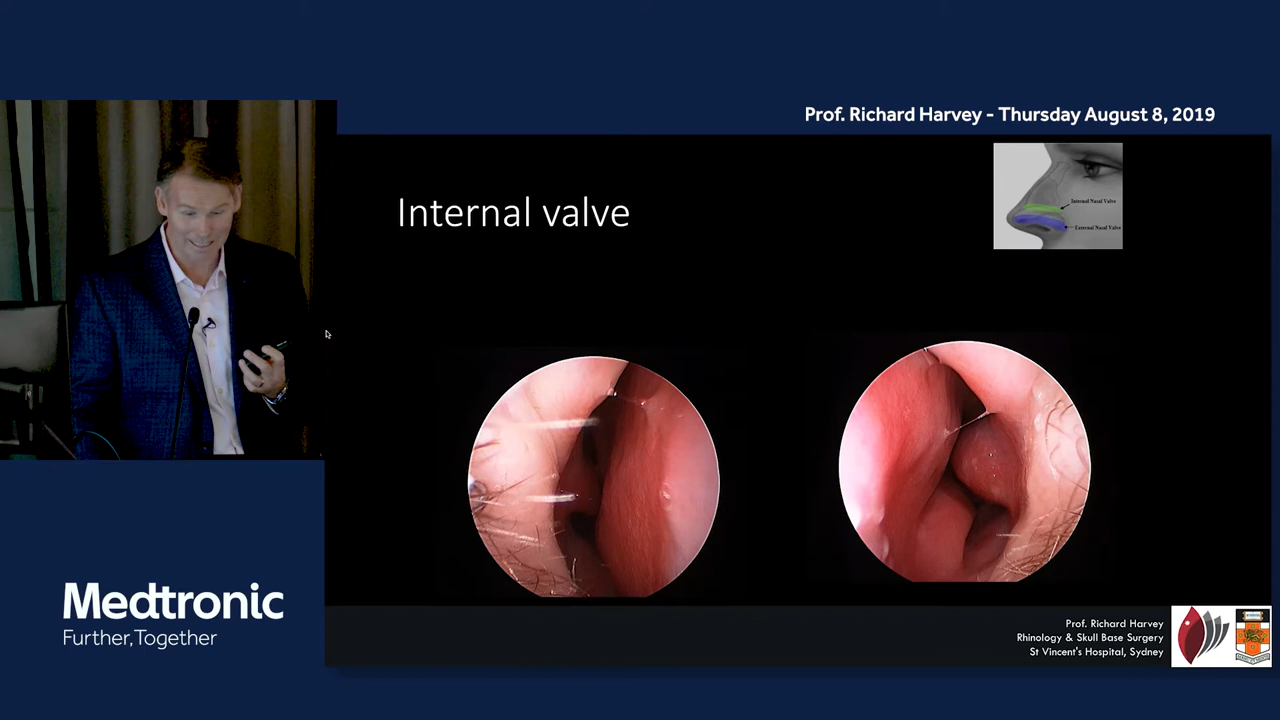 Prof. Richard Harvey - Thursday August 8, 2019
Internal valve
Internal Nasal Valve
External Nasal Valve
Medtronic
Further, Together
Prof. Richard Harvey
Rhinology & Skull Base Surgery
St Vincent's Hospital, Sydney